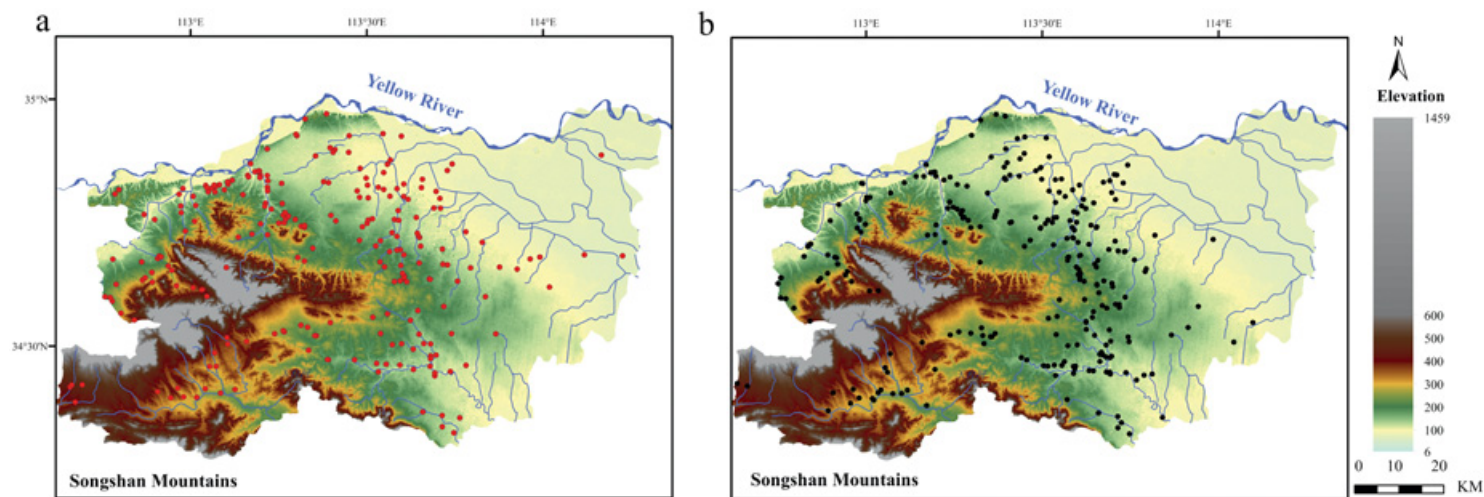 a
113°E
113°30'E
114°E
35°N
34°30'N
Yellow River
Songshan Mountains
b
113°E
113°30'E
114°E
Yellow River
Songshan Mountains
N
Elevation
1459
600
500
400
300
200
100
6
0 10 20
KM